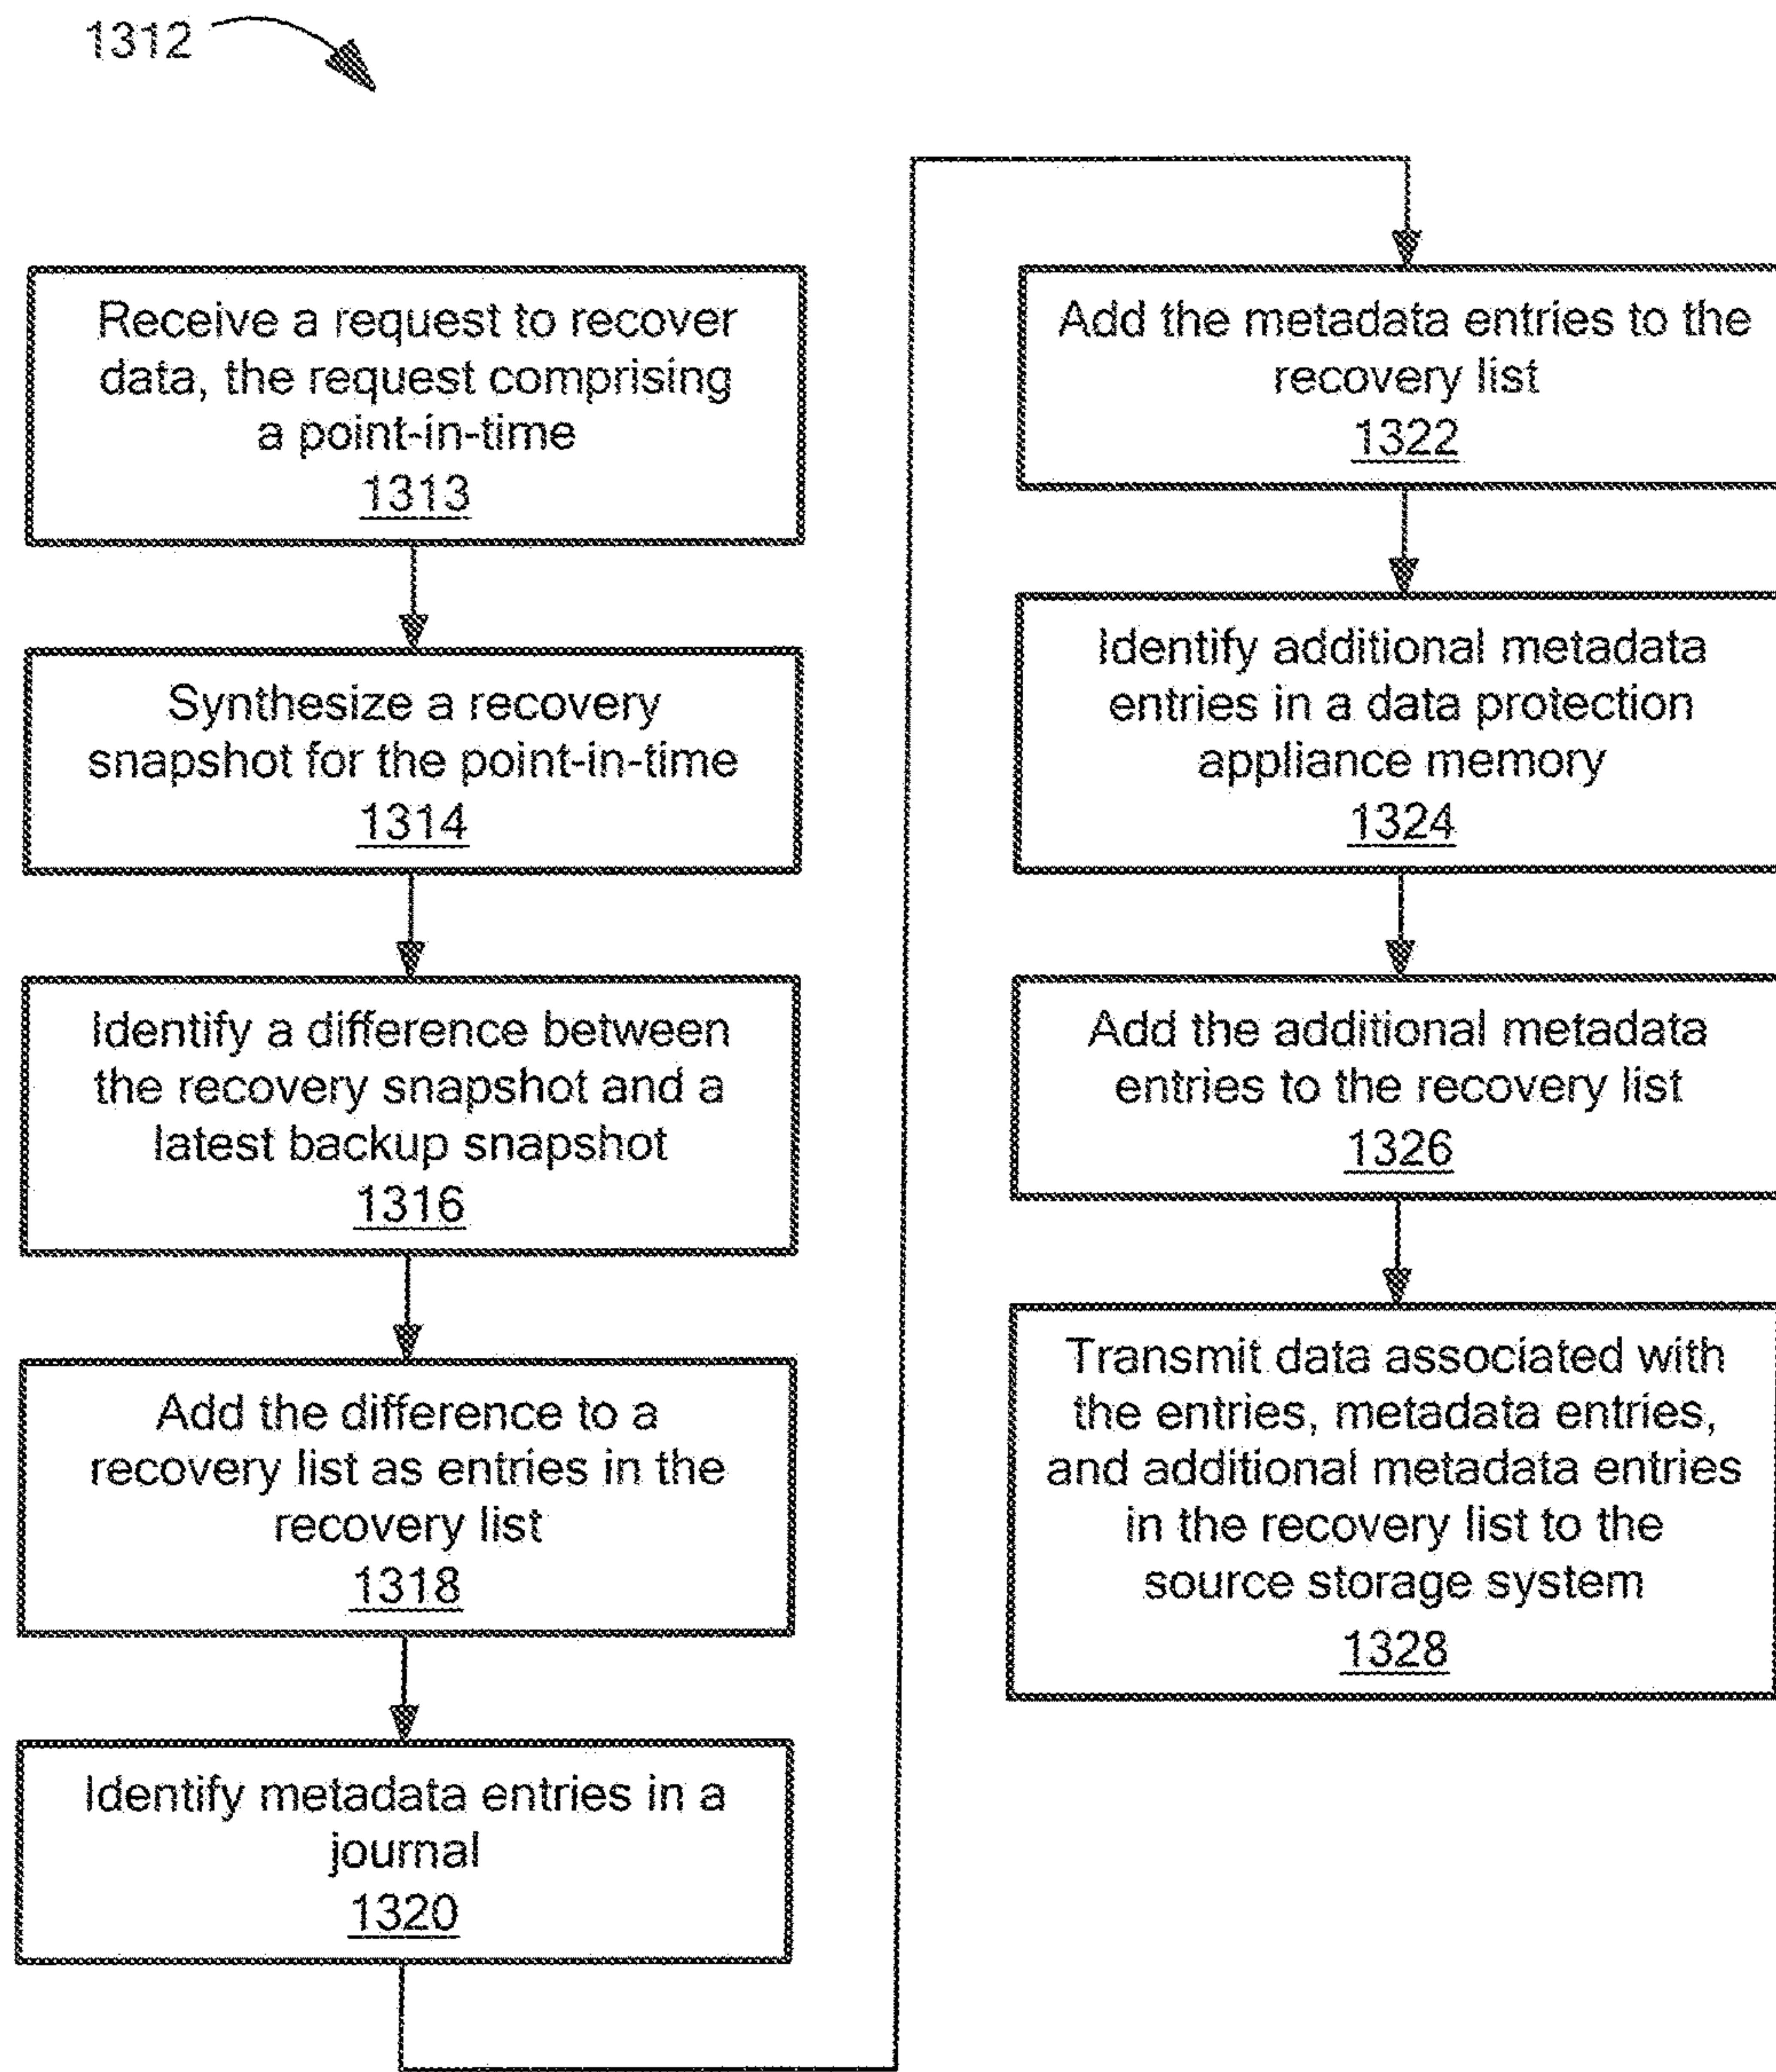 1312
Receive a request to recover
data, the request comprising
a point-in-time
1313
Synthesize a recovery
snapshot for the point-in-time
1314
Identify a difference between
the recovery snapshot and a
latest backup snapshot
1316
Add the difference to a
recovery list as entries in the
recovery list
1318
Identify metadata entries in a
journal
1320
Add the metadata entries to the
recovery list
1322
Identify additional metadata
entries in a data protection
appliance memory
1324
Add the additional metadata
entries to the recovery list
1326
Transmit data associated with
the entries, metadata entries,
and additional metadata entries
in the recovery list to the
source storage system
1328